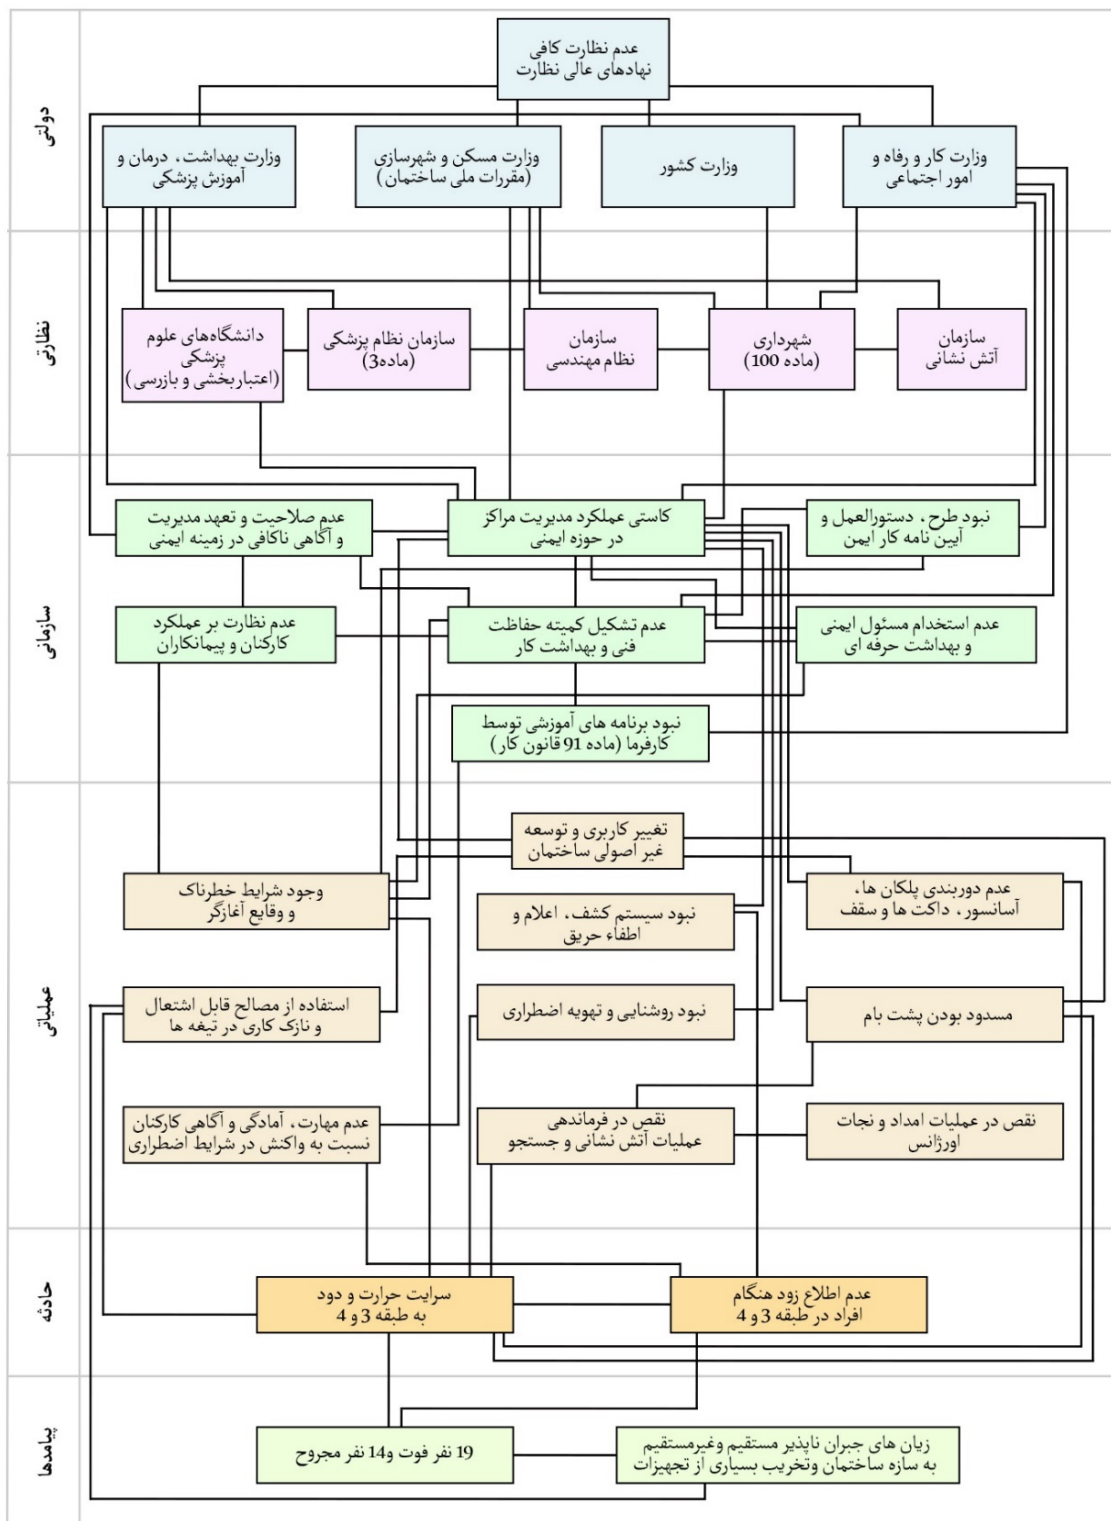 دولتی
عدم نظارت کافی
نهادهای عالی نظارت
وزارت کار و رفاه و
امور اجتماعی
وزارت کشور
وزارت مسکن و شهرسازی
(مقررات ملی ساختمان)
وزارت بهداشت، درمان و
آموزش پزشکی
نظارتی
سازمان
آتش نشانی
شهرداری
(ماده 100)
سازمان
نظام مهندسی
سازمان نظام پزشکی
(ماده3)
دانشگاه‌های علوم
پزشکی
(اعتباربخشی و بازرسی)
سازمانی
نبود طرح، دستورالعمل و
آیین نامه کار ایمن
کاستی عملکرد مدیریت مراکز
در حوزه ایمنی
عدم صلاحیت و تعهد مدیریت
و آگاهی ناکافی در زمینه ایمنی
عدم استخدام مسئول ایمنی
و بهداشت حرفه ای
عدم تشکیل کمیته حفاظت
فنی و بهداشت کار
عدم نظارت بر عملکرد
کارکنان و پیمانکاران
نبود برنامه های آموزشی توسط
کارفرما (ماده 91 قانون کار)
عملیاتی
تغییر کاربری و توسعه
غیر اصولی ساختمان
عدم دوربندی پلکان ها،
آسانسور، داکت ها و سقف
نبود سیستم کشف، اعلام و
اطفاء حریق
وجود شرایط خطرناک
و وقایع آغازگر
مسدود بودن پشت بام
نبود روشنایی و تهویه اضطراری
استفاده از مصالح قابل اشتعال
و نازک کاری در تیغه ها
نقص در عملیات امداد و نجات
اورژانس
نقص در فرماندهی
عملیات آتش نشانی و جستجو
عدم مهارت، آمادگی و آگاهی کارکنان
نسبت به واکنش در شرایط اضطراری
حادثه
عدم اطلاع زود هنگام
افراد در طبقه 3 و 4
سرایت حرارت و دود
به طبقه 3 و 4
پیامدها
زیان های جبران ناپذیر مستقیم وغیرمستقیم
به سازه ساختمان وتخریب بسیاری از تجهیزات
19 نفر فوت و14 نفر مجروح